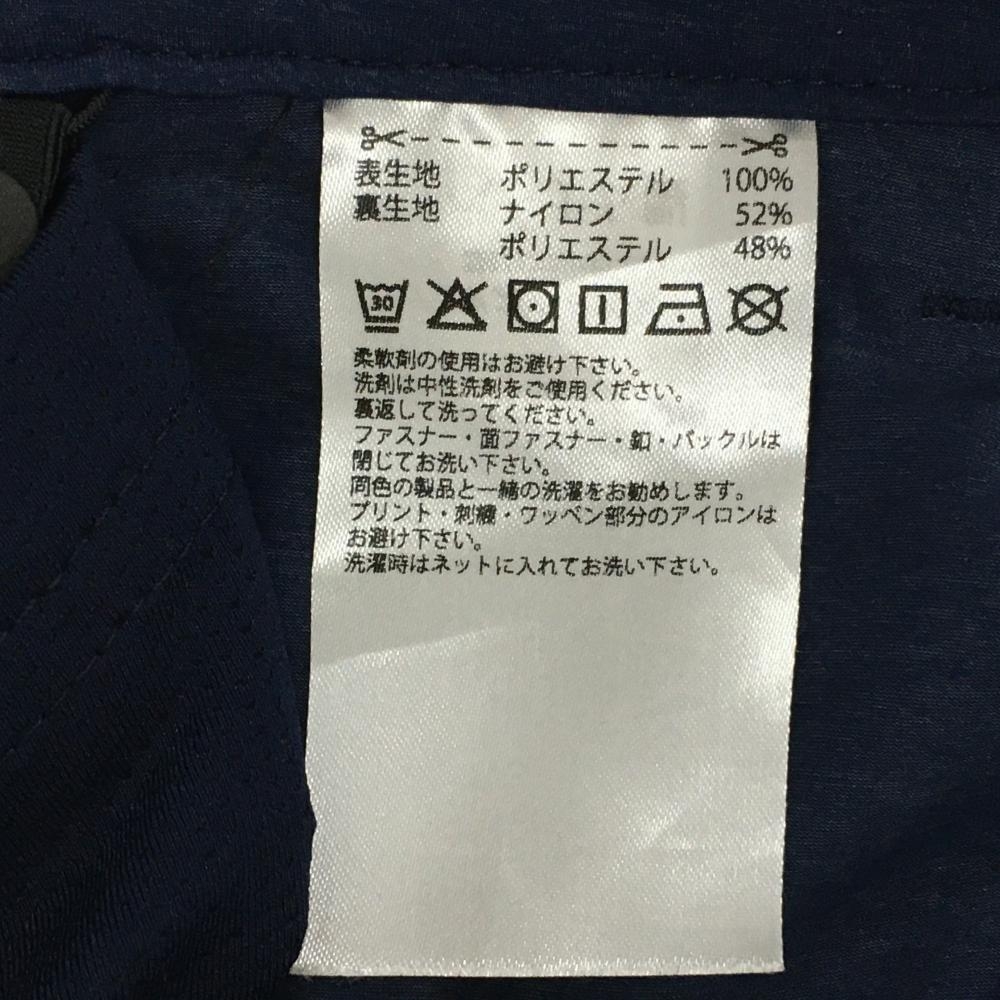 表生地 ポリエステル 100%
裏生地 ナイロン 52%
ポリエステル 48%
30
柔軟剤の使用はお避け下さい。
洗剤は中性洗剤をご使用ください。
裏返して洗ってください。
ファスナー・面ファスナー・釦・バックルは
閉じてお洗い下さい。
同色の製品と一緒の洗濯をお勧めします。
プリント・刺繍・ワッペン部分のアイロンは
お避け下さい。
洗濯時はネットに入れてお洗い下さい。